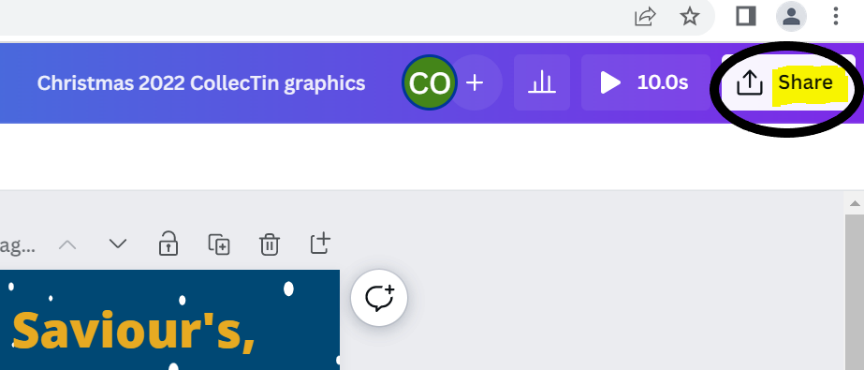 Christmas 2022 CollecTin graphics
CO
10.0s
Share
ag...
Saviour's,